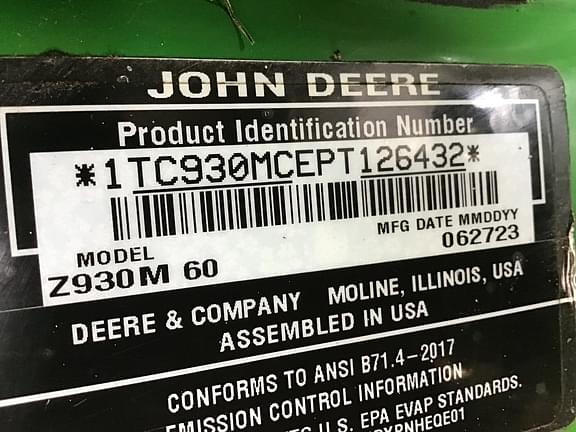 JOHN DEERE
Product Identification Number
*1TC930MCEPT126432*
MFG DATE MMDDYY
062723
MODEL
Z930M 60
DEERE & COMPANY MOLINE, ILLINOIS, USA
ASSEMBLED IN USA
CONFORMS TO ANSI B71.4-2017
EMISSION CONTROL INFORMATION
U.S. EPA EVAP STANDARDS.